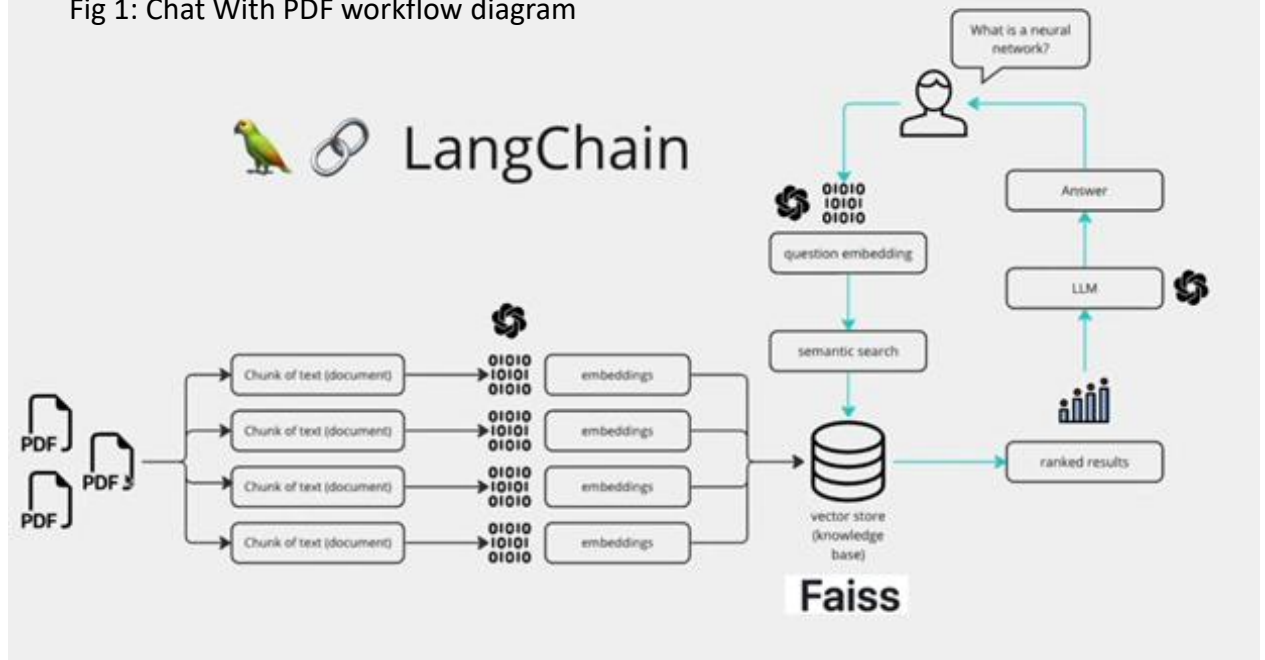 Fig 1: Chat With PDF workflow diagram
What is a neural
network?
LangChain
Answer
01010
10101
01010
question embedding
LLM
semantic search
Chunk of text (document)
01010
10101
01010
embeddings
Chunk of text (document)
01010
10101
01010
embeddings
Chunk of text (document)
01010
10101
01010
embeddings
Chunk of text (document)
01010
10101
01010
embeddings
PDF
PDF
PDF
ranked results
vector store
(knowledge
base)
Faiss